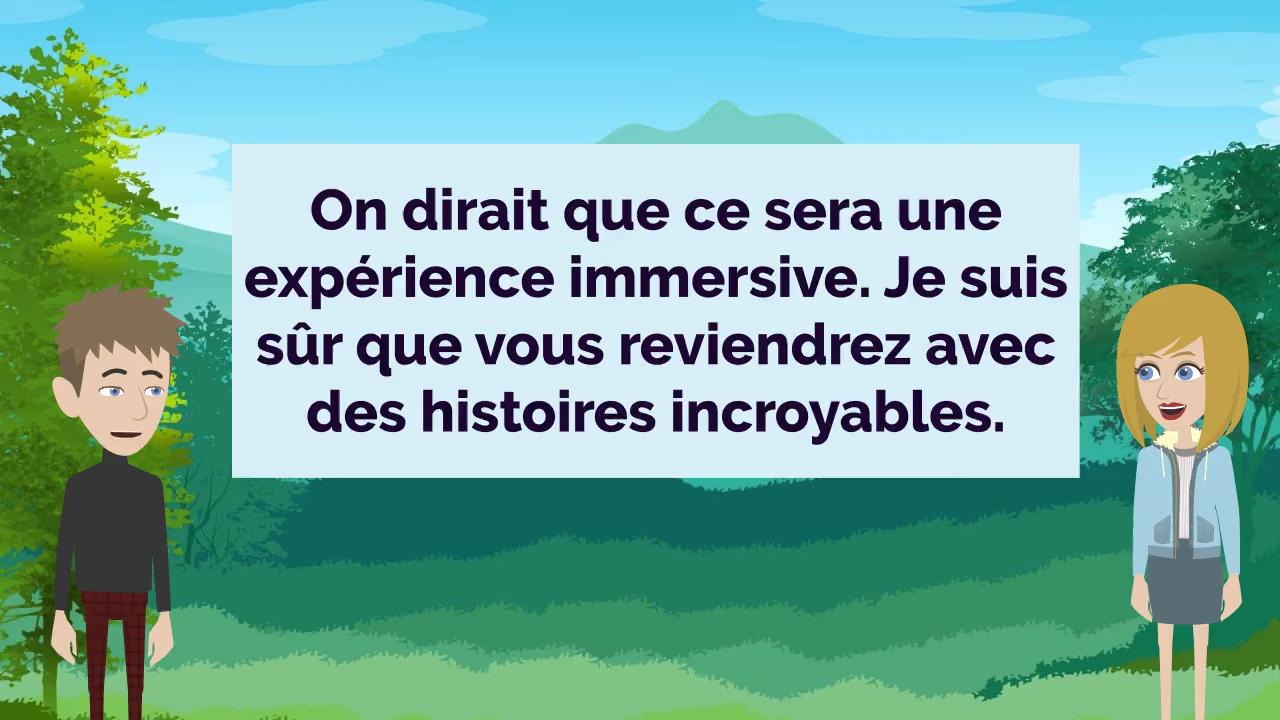 On dirait que ce sera une
expérience immersive. Je suis
sûr que vous reviendrez avec
des histoires incroyables.